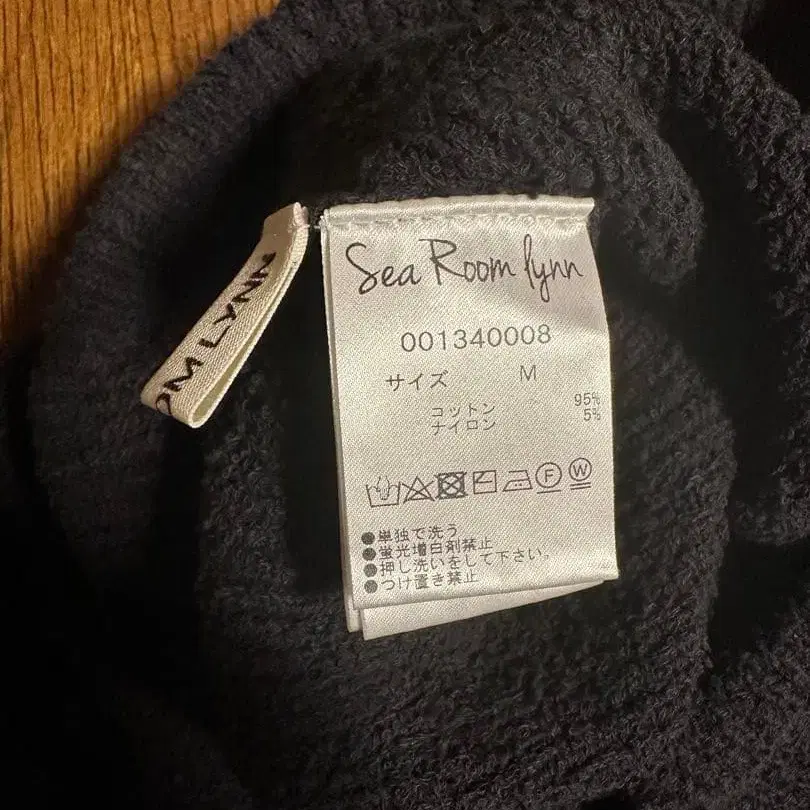 OM LYNN
Sea Room lynn
001340008
サイズ M
コットン 95%
ナイロン 5%
F W
●単独で洗う
●蛍光増白剤禁止
●押し洗いをして下さい。
●つけ置き禁止